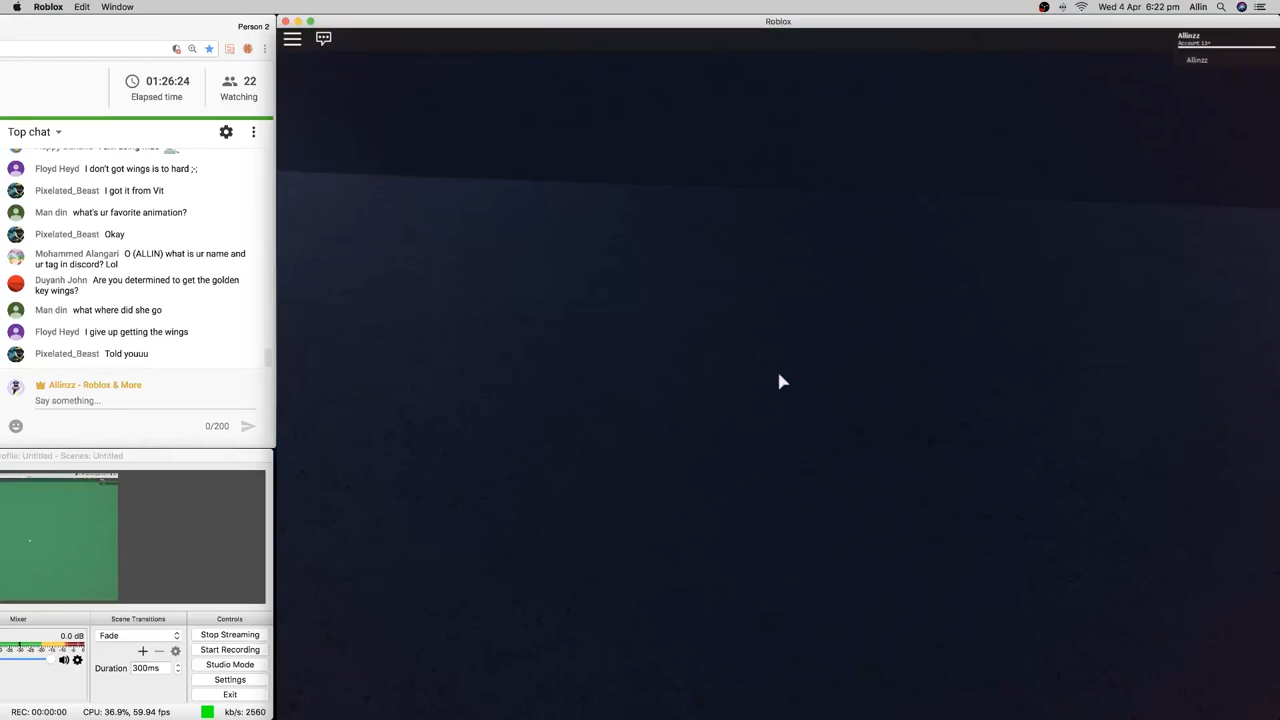 Roblox Edit Window
Wed 4 Apr 6:22 pm Allin
Person 2
Roblox
Allinzz
Account: 13+
Allinzz
01:26:24
Elapsed time
22
Watching
Top chat
Floyd Heyd I don't got wings is to hard ;-;
Pixelated_Beast I got it from Vit
Man din what's ur favorite animation?
Pixelated_Beast Okay
Mohammed Alangari O (ALLIN) what is ur name and
ur tag in discord? Lol
Duyanh John Are you determined to get the golden
key wings?
Man din what where did she go
Floyd Heyd I give up getting the wings
Pixelated_Beast Told youuu
Allinzz - Roblox & More
Say something...
0/200
rofile: Untitled - Scenes: Untitled
Mixer
0.0 dB
Scene Transitions
Fade
Duration 300ms
Controls
Stop Streaming
Start Recording
Studio Mode
Settings
Exit
REC: 00:00:00 CPU: 36.9%, 59.94 fps kb/s: 2560